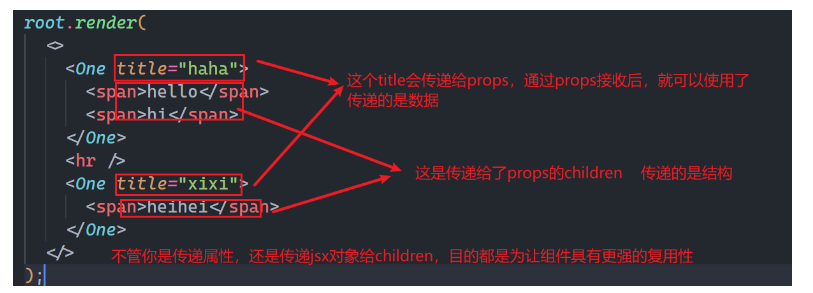 root.render(
<>
<One title="haha">
这个title会传递给props，通过props接收后，就可以使用了
<span>hello</span>
传递的是数据
<span>hi</span>
</One>
<hr />
这是传递给了props的children 传递的是结构
<One title="xixi">
<span>heihei</span>
</One>
</>
不管你是传递属性，还是传递jsx对象给children，目的都是为让组件具有更强的复用性
);